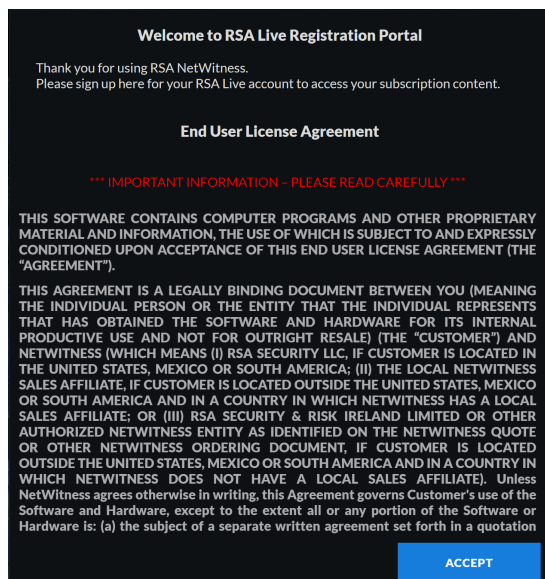 Welcome to RSA Live Registration Portal
Thank you for using RSA NetWitness.
Please sign up here for your RSA Live account to access your subscription content.
End User License Agreement
*** IMPORTANT INFORMATION – PLEASE READ CAREFULLY ***
THIS SOFTWARE CONTAINS COMPUTER PROGRAMS AND OTHER PROPRIETARY
MATERIAL AND INFORMATION, THE USE OF WHICH IS SUBJECT TO AND EXPRESSLY
CONDITIONED UPON ACCEPTANCE OF THIS END USER LICENSE AGREEMENT (THE
“AGREEMENT”).
THIS AGREEMENT IS A LEGALLY BINDING DOCUMENT BETWEEN YOU (MEANING
THE INDIVIDUAL PERSON OR THE ENTITY THAT THE INDIVIDUAL REPRESENTS
THAT HAS OBTAINED THE SOFTWARE AND HARDWARE FOR ITS INTERNAL
PRODUCTIVE USE AND NOT FOR OUTRIGHT RESALE) (THE “CUSTOMER”) AND
NETWITNESS (WHICH MEANS (I) RSA SECURITY LLC, IF CUSTOMER IS LOCATED IN
THE UNITED STATES, MEXICO OR SOUTH AMERICA; (II) THE LOCAL NETWITNESS
SALES AFFILIATE, IF CUSTOMER IS LOCATED OUTSIDE THE UNITED STATES, MEXICO
OR SOUTH AMERICA AND IN A COUNTRY IN WHICH NETWITNESS HAS A LOCAL
SALES AFFILIATE; OR (III) RSA SECURITY & RISK IRELAND LIMITED OR OTHER
AUTHORIZED NETWITNESS ENTITY AS IDENTIFIED ON THE NETWITNESS QUOTE
OR OTHER NETWITNESS ORDERING DOCUMENT, IF CUSTOMER IS LOCATED
OUTSIDE THE UNITED STATES, MEXICO OR SOUTH AMERICA AND IN A COUNTRY IN
WHICH NETWITNESS DOES NOT HAVE A LOCAL SALES AFFILIATE). Unless
NetWitness agrees otherwise in writing, this Agreement governs Customer's use of the
Software and Hardware, except to the extent all or any portion of the Software or
Hardware is: (a) the subject of a separate written agreement set forth in a quotation
ACCEPT